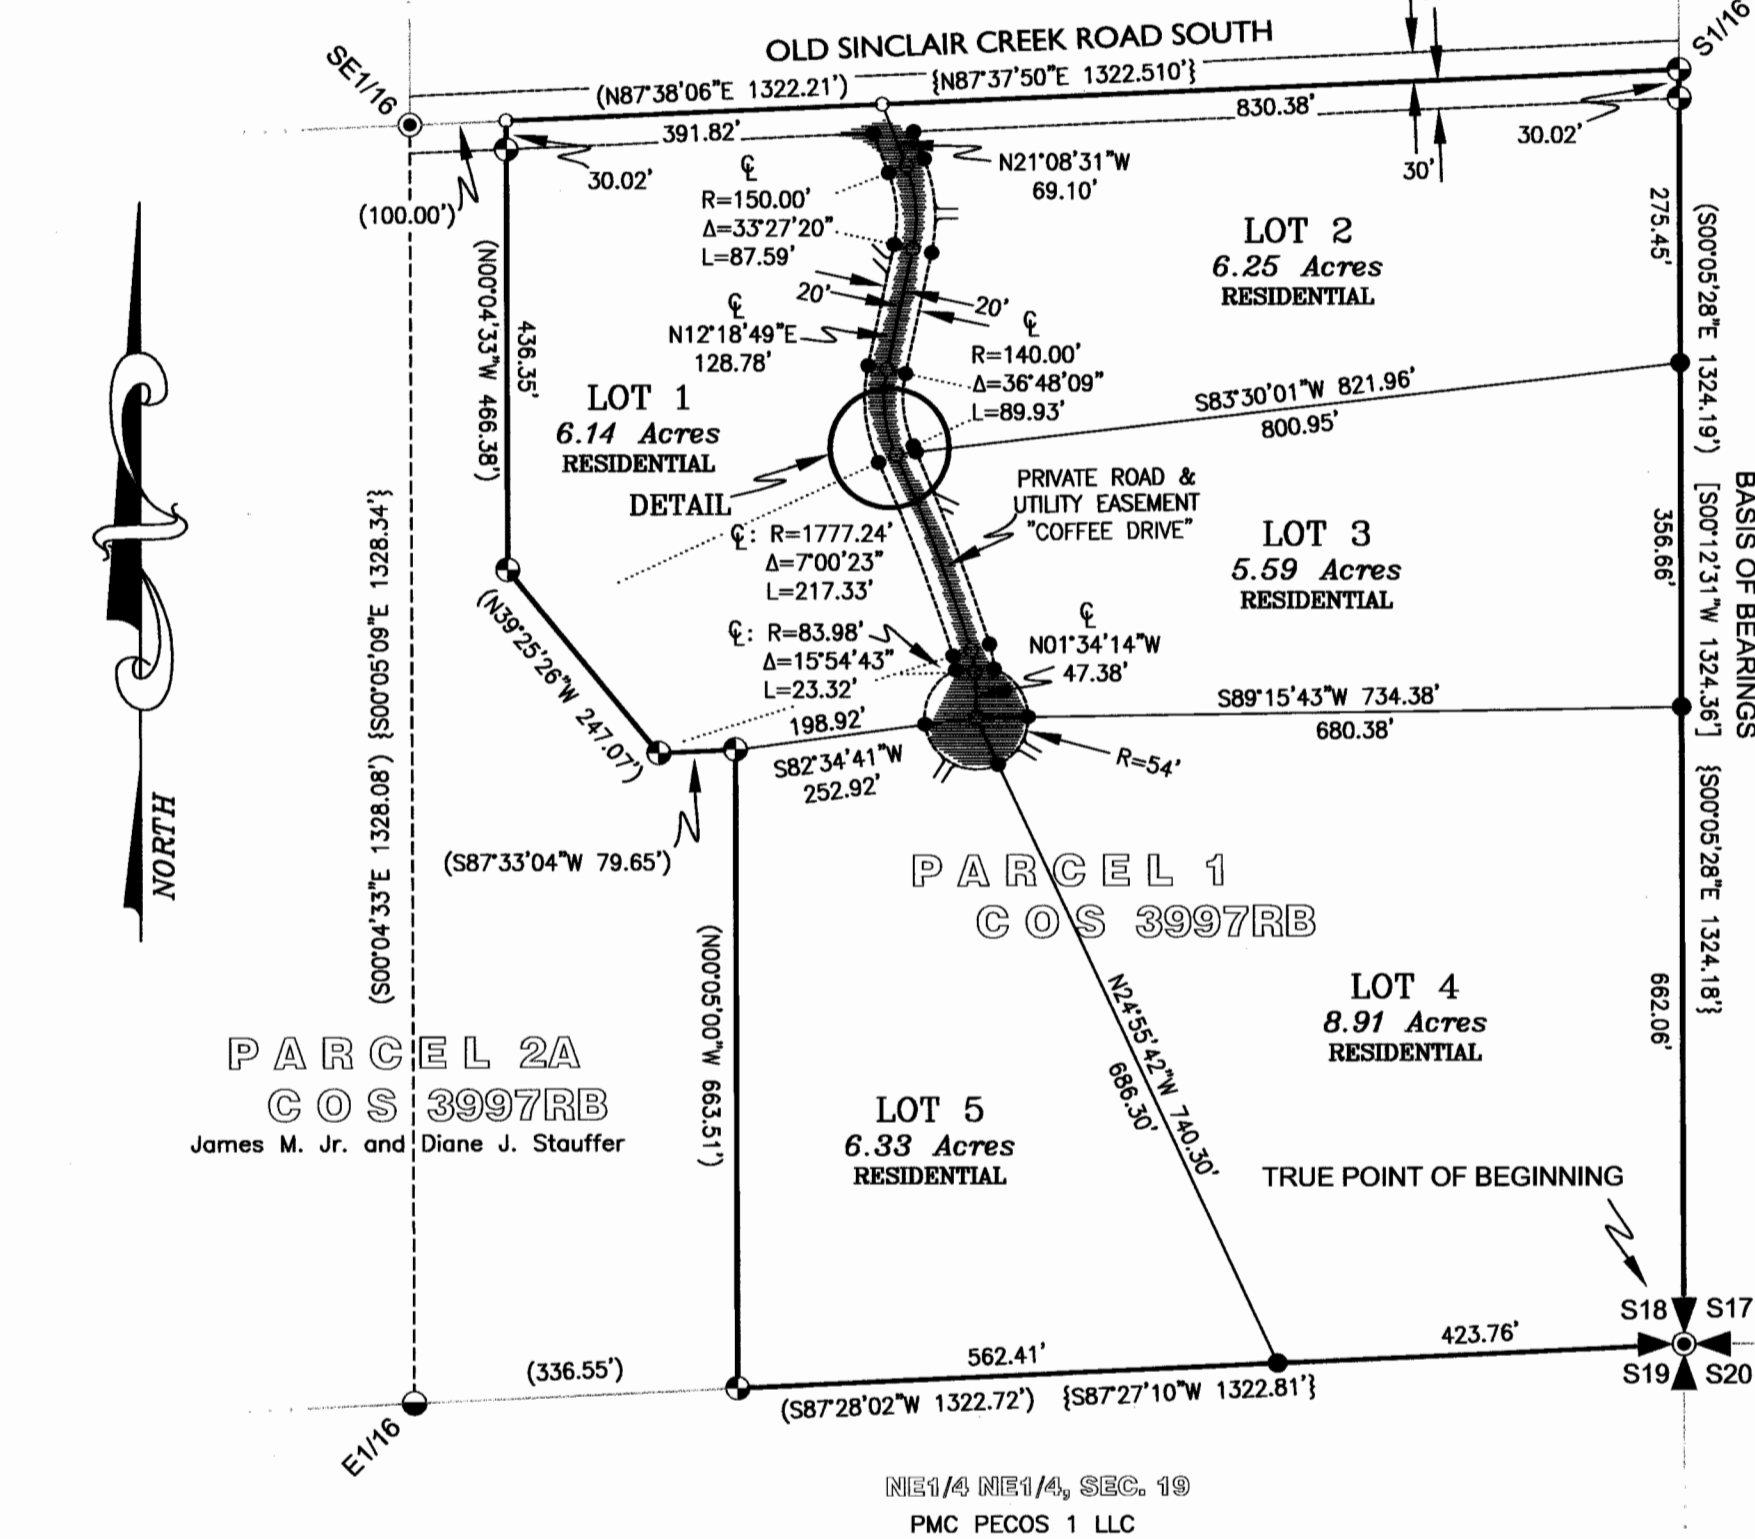 OLD SINCLAIR CREEK ROAD SOUTH
SE1/16
S1/16
(N87°38'06"E 1322.21')
{N87°37'50"E 1322.510'}
391.82'
830.38'
30.02'
30.02'
30'
(100.00')
N21°08'31"W
69.10'
℄
R=150.00'
Δ=33°27'20"
L=87.59'
20'
20'
℄
N12°18'49"E
128.78'
℄
R=140.00'
Δ=36°48'09"
L=89.93'
LOT 2
6.25 Acres
RESIDENTIAL
275.45'
(S00°05'28"E 1324.19')
[S00°12'31"W 1324.36']
{S00°05'28"E 1324.18'}
BASIS OF BEARINGS
(N00°04'33"W 466.38')
436.35'
LOT 1
6.14 Acres
RESIDENTIAL
DETAIL
S83°30'01"W 821.96'
800.95'
PRIVATE ROAD &
UTILITY EASEMENT
"COFFEE DRIVE"
℄: R=1777.24'
Δ=7°00'23"
L=217.33'
LOT 3
5.59 Acres
RESIDENTIAL
356.66'
℄: R=83.98'
Δ=15°54'43"
L=23.32'
℄
N01°34'14"W
47.38'
(N39°25'26"W 247.07')
198.92'
S82°34'41"W
252.92'
S89°15'43"W 734.38'
680.38'
R=54'
(S87°33'04"W 79.65')
NORTH
(S00°04'33"E 1328.08') {S00°05'09"E 1328.34'}
PARCEL 1
COS 3997RB
(N00°05'00"W 663.51')
N24°55'42"W 740.30'
686.30'
LOT 4
8.91 Acres
RESIDENTIAL
662.06'
PARCEL 2A
COS 3997RB
James M. Jr. and Diane J. Stauffer
LOT 5
6.33 Acres
RESIDENTIAL
TRUE POINT OF BEGINNING
S18 S17
S19 S20
423.76'
562.41'
(336.55')
(S87°28'02"W 1322.72') {S87°27'10"W 1322.81'}
E1/16
NE1/4 NE1/4, SEC. 19
PMC PECOS 1 LLC